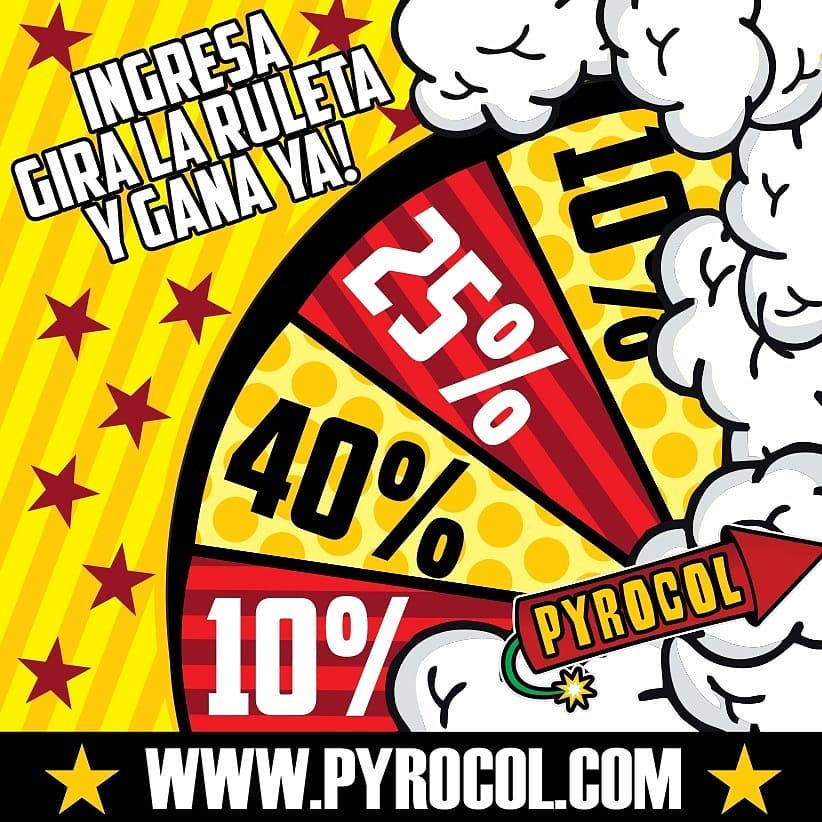 INGRESA
GIRA LA RULETA
Y GANA YA!
10%
25%
40%
10%
PYROCOL
WWW.PYROCOL.COM